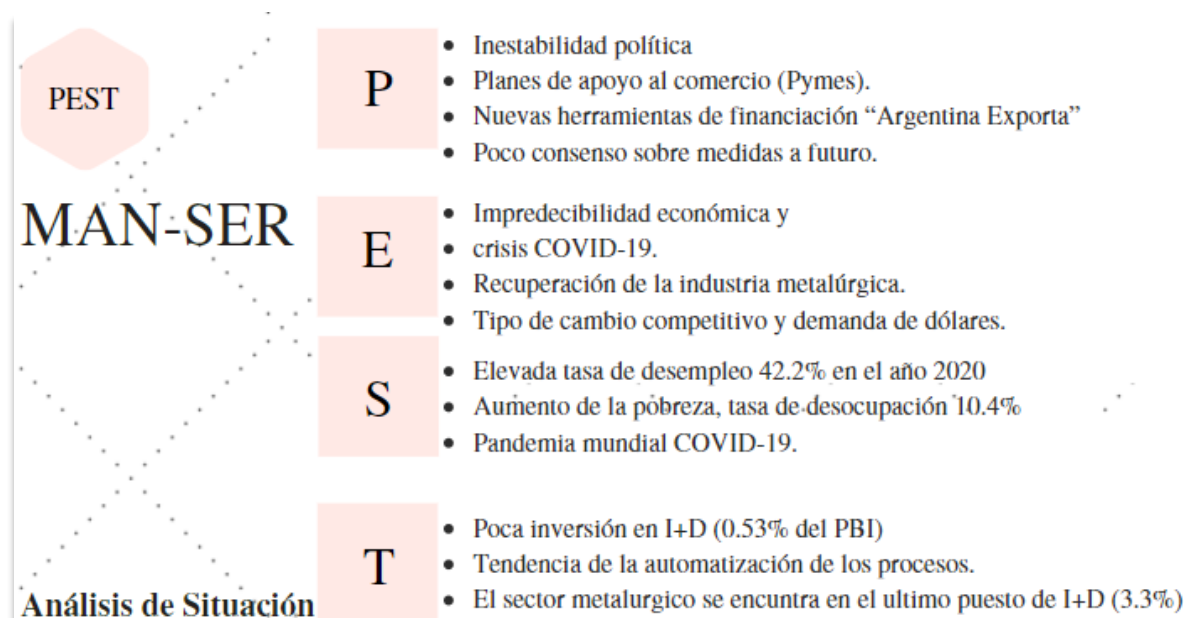 PEST
MAN-SER
Análisis de Situación
P
• Inestabilidad política
• Planes de apoyo al comercio (Pymes).
• Nuevas herramientas de financiación “Argentina Exporta”
• Poco consenso sobre medidas a futuro.
E
• Impredecibilidad económica y
• crisis COVID-19.
• Recuperación de la industria metalúrgica.
• Tipo de cambio competitivo y demanda de dólares.
S
• Elevada tasa de desempleo 42.2% en el año 2020
• Aumento de la pobreza, tasa de desocupación 10.4%
• Pandemia mundial COVID-19.
T
• Poca inversión en I+D (0.53% del PBI)
• Tendencia de la automatización de los procesos.
• El sector metalurgico se encuntra en el ultimo puesto de I+D (3.3%)